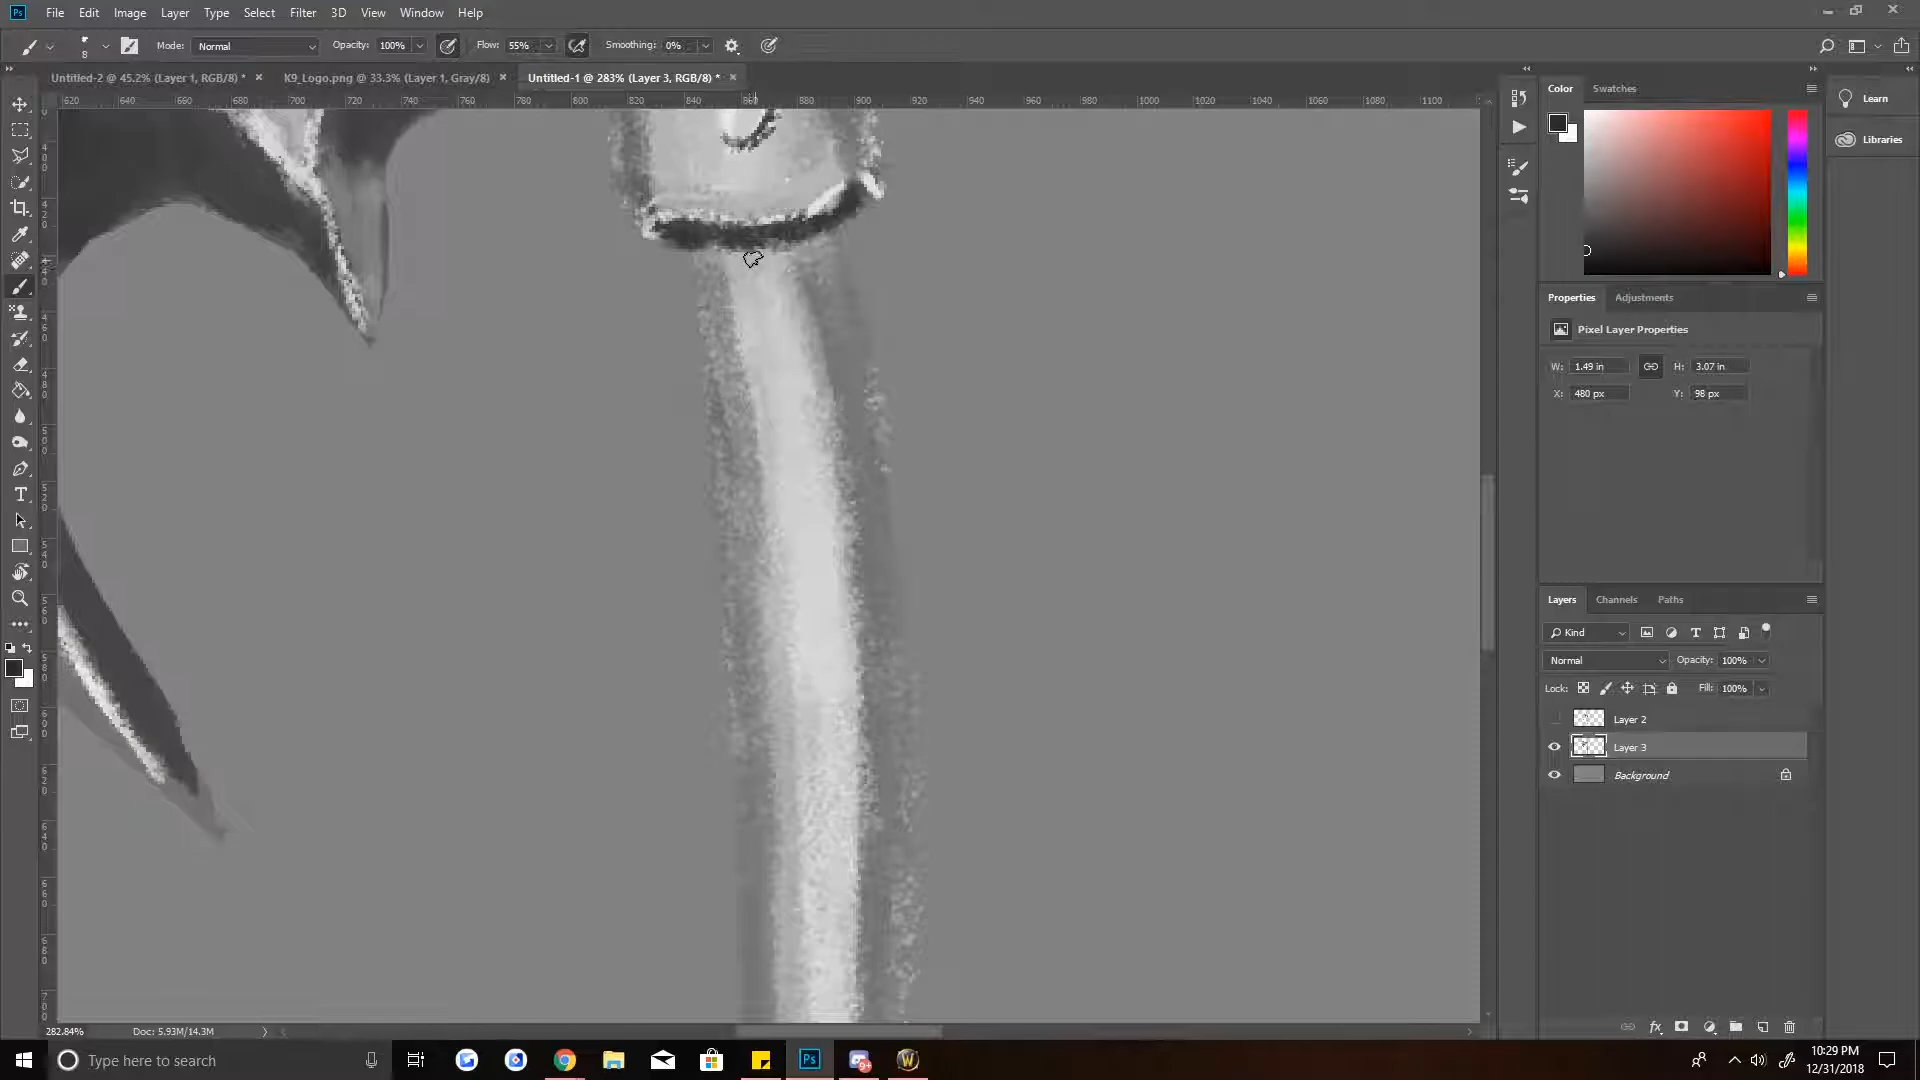 File Edit Image Layer Type Select Filter 3D View Window Help
8 Mode: Normal Opacity: 100% Flow: 55% Smoothing: 0%
Untitled-2 @ 45.2% (Layer 1, RGB/8) * × K9_Logo.png @ 33.3% (Layer 1, Gray/8) × Untitled-1 @ 283% (Layer 3, RGB/8) * ×
620 640 660 680 700 720 740 760 780 800 820 840 860 880 900 920 940 960 980 1000 1020 1040 1060 1080 1100
Color Swatches
Learn
Libraries
Properties Adjustments
Pixel Layer Properties
W: 1.49 in H: 3.07 in
X: 480 px Y: 98 px
Layers Channels Paths
Kind
Normal Opacity: 100%
Lock: Fill: 100%
Layer 2
Layer 3
Background
282.84% Doc: 5.93M/14.3M
Type here to search
Ps
9+
W
10:29 PM
12/31/2018